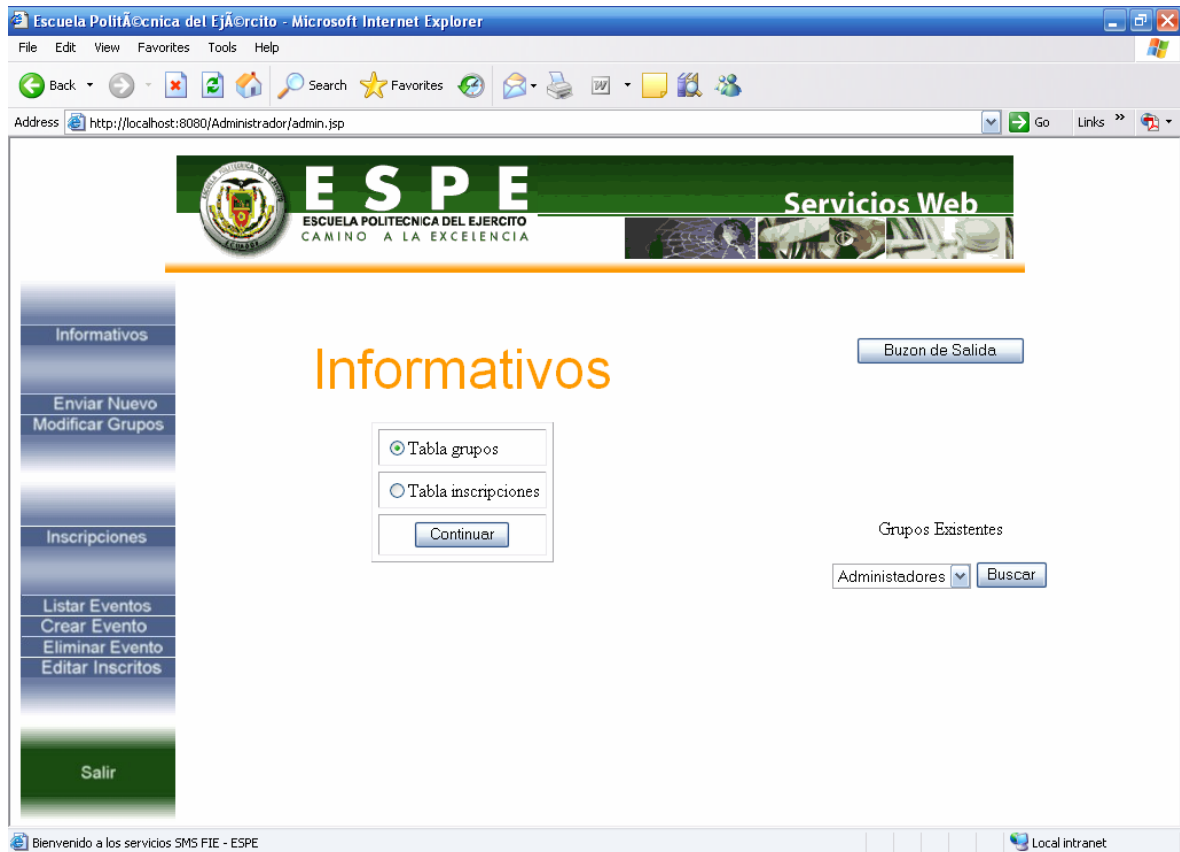 Escuela PolitÃ©cnica del EjÃ©rcito - Microsoft Internet Explorer
File Edit View Favorites Tools Help
Back Search Favorites
Address http://localhost:8080/Administrador/admin.jsp Go Links »
ESPE
ESCUELA POLITECNICA DEL EJERCITO
CAMINO A LA EXCELENCIA
Servicios Web
Informativos
Enviar Nuevo
Modificar Grupos
Inscripciones
Listar Eventos
Crear Evento
Eliminar Evento
Editar Inscritos
Salir
Informativos
Tabla grupos
Tabla inscripciones
Continuar
Buzon de Salida
Grupos Existentes
Administadores Buscar
Bienvenido a los servicios SMS FIE - ESPE Local intranet